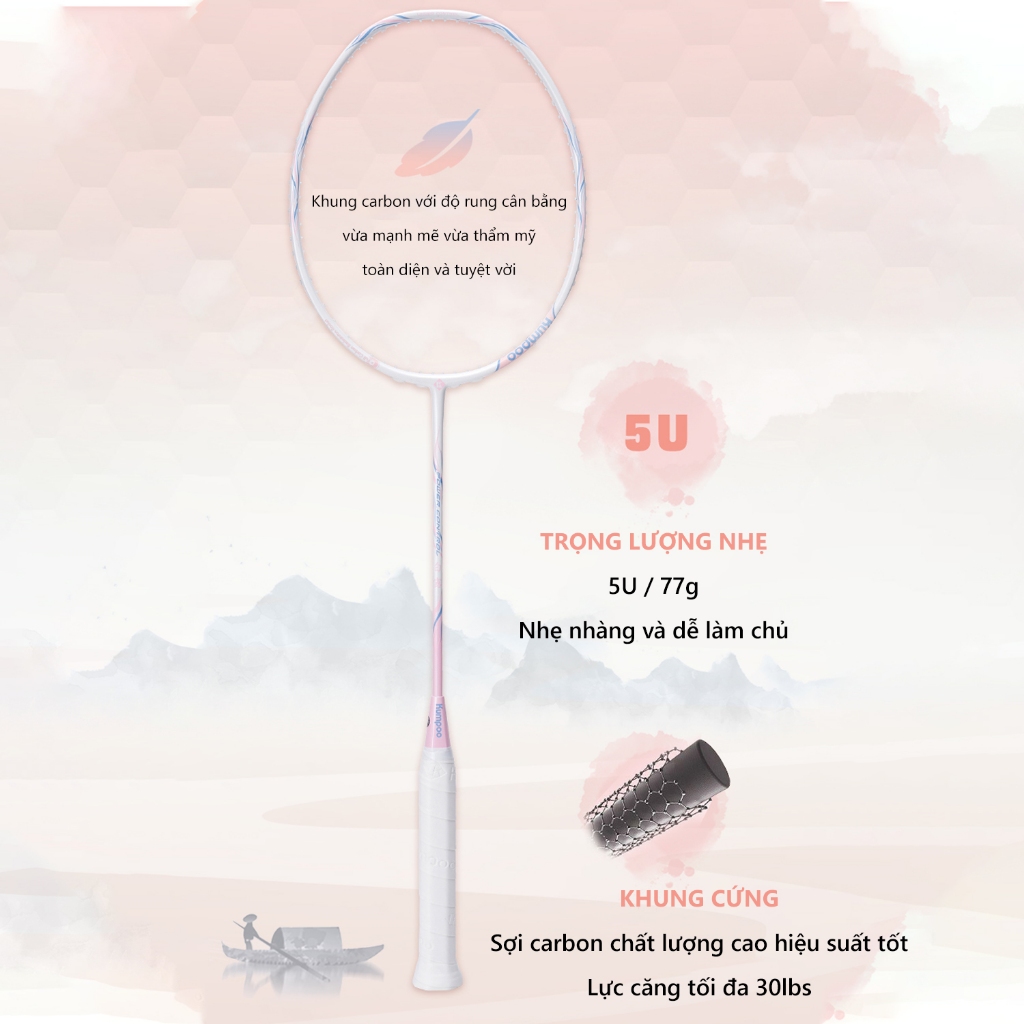 Khung carbon với độ rung cân bằng
vừa mạnh mẽ vừa thẩm mỹ
toàn diện và tuyệt vời
Kumpoo
5U
TRỌNG LƯỢNG NHẸ
5U / 77g
Nhẹ nhàng và dễ làm chủ
POWER CONTROL
Kumpoo
KHUNG CỨNG
Sợi carbon chất lượng cao hiệu suất tốt
Lực căng tối đa 30lbs